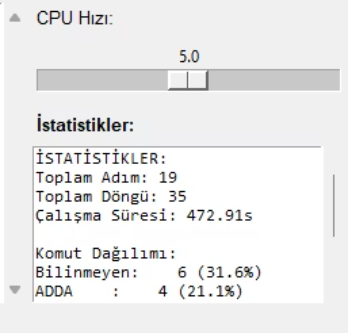 CPU Hızı:
5.0
İstatistikler:
İSTATİSTİKLER:
Toplam Adım: 19
Toplam Döngü: 35
Çalışma Süresi: 472.91s
Komut Dağılımı:
Bilinmeyen:    6 (31.6%)
ADDA    :    4 (21.1%)